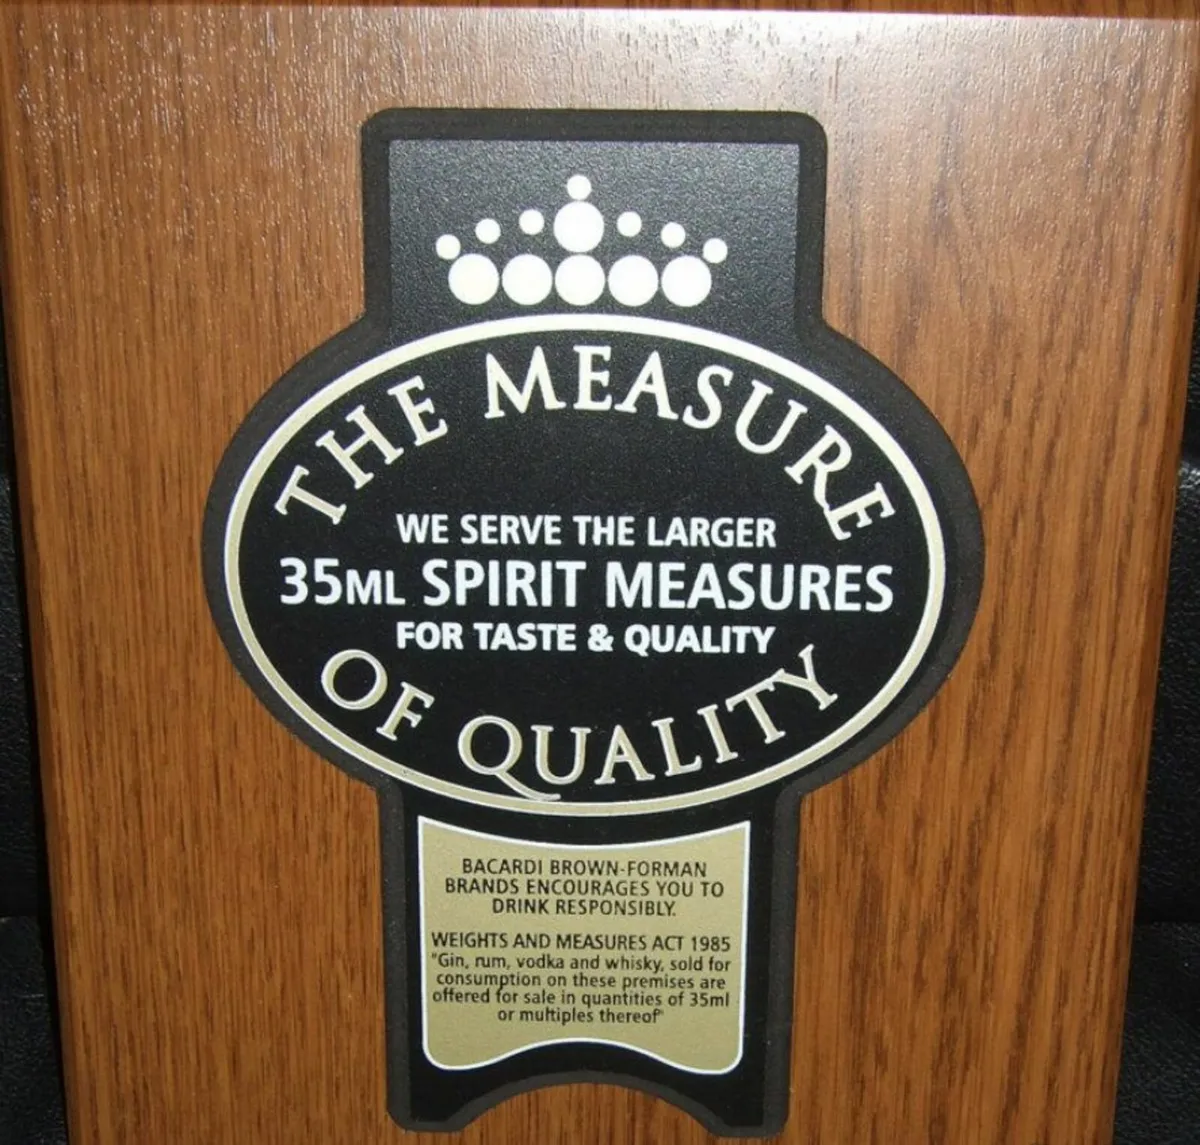 THE MEASURE
WE SERVE THE LARGER
35ML SPIRIT MEASURES
FOR TASTE & QUALITY
OF QUALITY
BACARDI BROWN-FORMAN
BRANDS ENCOURAGES YOU TO
DRINK RESPONSIBLY.
WEIGHTS AND MEASURES ACT 1985
"Gin, rum, vodka and whisky, sold for
consumption on these premises are
offered for sale in quantities of 35ml
or multiples thereof"